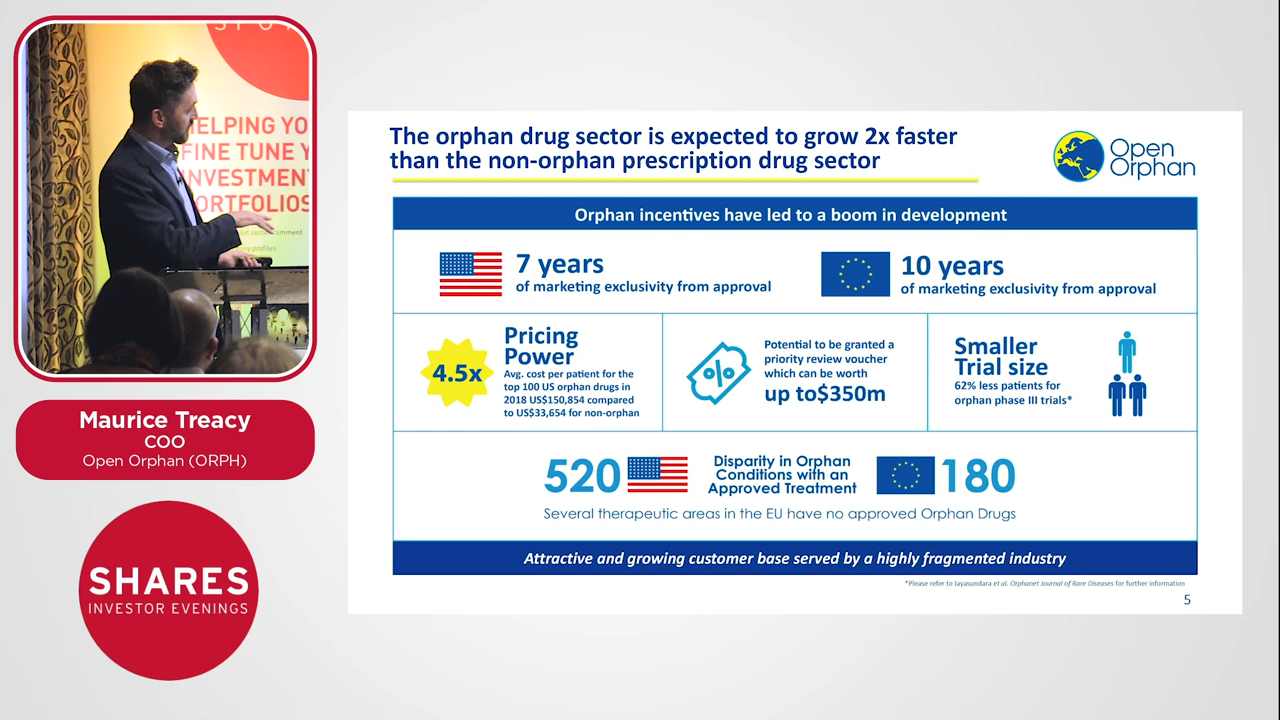 HELPING YO
FINE TUNE Y
INVESTMEN
ORTFOLIOS
Maurice Treacy
COO
Open Orphan (ORPH)
SHARES
INVESTOR EVENINGS
The orphan drug sector is expected to grow 2x faster
than the non-orphan prescription drug sector
Open
Orphan
Orphan incentives have led to a boom in development
7 years
of marketing exclusivity from approval
10 years
of marketing exclusivity from approval
4.5x
Pricing
Power
Avg. cost per patient for the
top 100 US orphan drugs in
2018 US$150,854 compared
to US$33,654 for non-orphan
%
Potential to be granted a
priority review voucher
which can be worth
up to$350m
Smaller
Trial size
62% less patients for
orphan phase III trials*
520
Disparity in Orphan
Conditions with an
Approved Treatment
180
Several therapeutic areas in the EU have no approved Orphan Drugs
Attractive and growing customer base served by a highly fragmented industry
*Please refer to Jayasundara et al. Orphanet Journal of Rare Diseases for further information
5